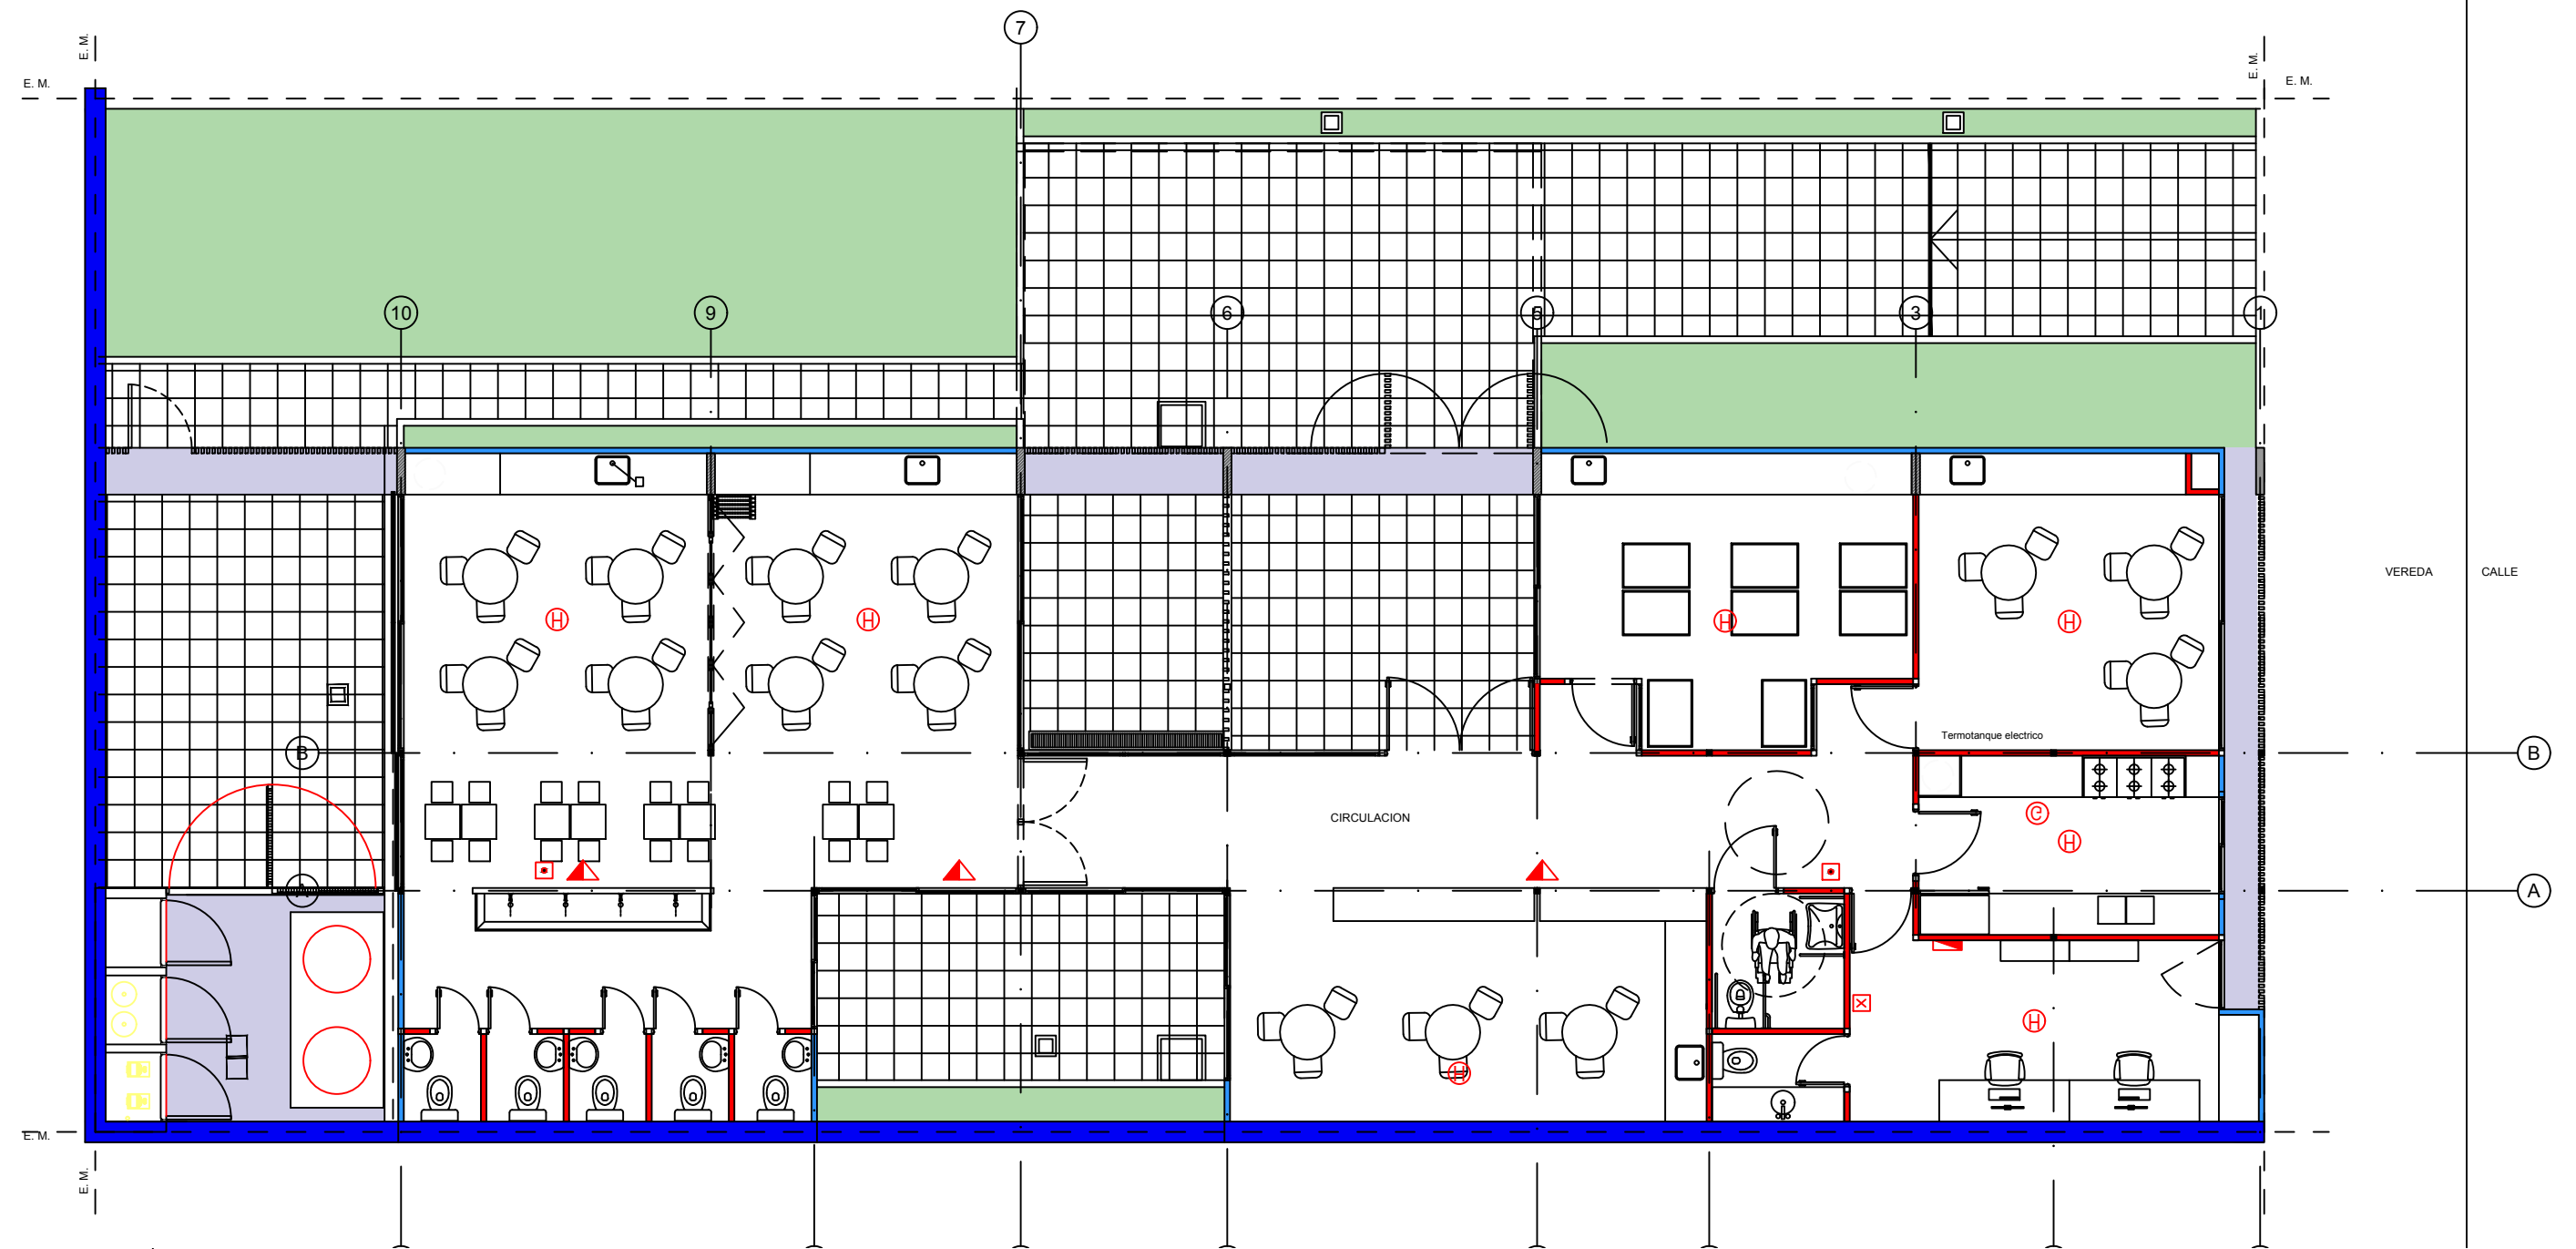 7
E. M.
E. M.
E. M.
E. M.
10
9
6
5
3
1
H
H
H
H
VEREDA
CALLE
Termotanque electrico
B
B
CIRCULACION
H
A
A
H
H
E. M.
E. M.